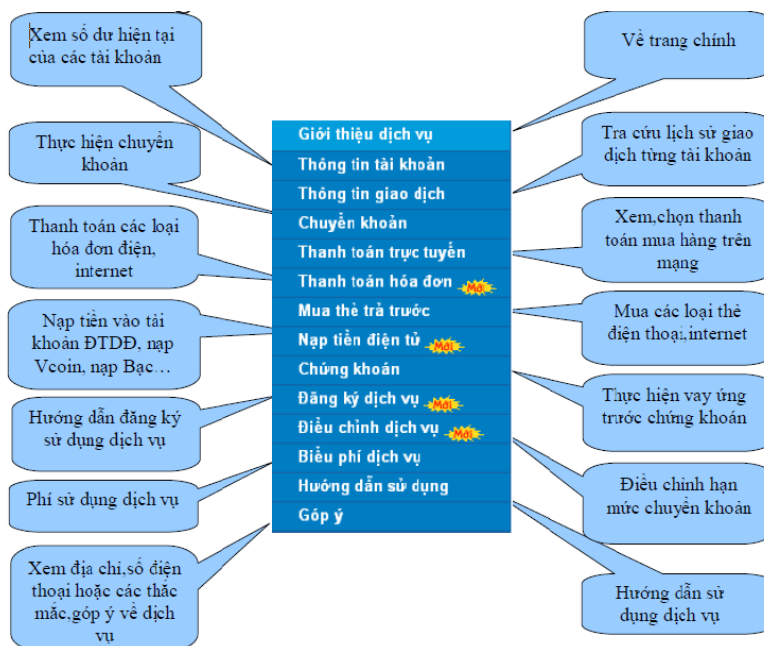 Xem số dư hiện tại
của các tài khoản
Thực hiện chuyển
khoản
Thanh toán các loại
hóa đơn điện,
internet
Nạp tiền vào tài
khoản ĐTDĐ, nạp
Vcoin, nạp Bạc…
Hướng dẫn đăng ký
sử dụng dịch vụ
Phí sử dụng dịch vụ
Xem địa chỉ,số điện
thoại hoặc các thắc
mắc,góp ý về dịch
vụ
Giới thiệu dịch vụ
Thông tin tài khoản
Thông tin giao dịch
Chuyển khoản
Thanh toán trực tuyến
Thanh toán hóa đơn Mới
Mua thẻ trả trước
Nạp tiền điện tử Mới
Chứng khoán
Đăng ký dịch vụ Mới
Điều chỉnh dịch vụ Mới
Biểu phí dịch vụ
Hướng dẫn sử dụng
Góp ý
Về trang chính
Tra cứu lịch sử giao
dịch từng tài khoản
Xem,chọn thanh
toán mua hàng trên
mạng
Mua các loại thẻ
điện thoại,internet
Thực hiện vay ứng
trước chứng khoán
Điều chỉnh hạn
mức chuyển khoản
Hướng dẫn sử
dụng dịch vụ